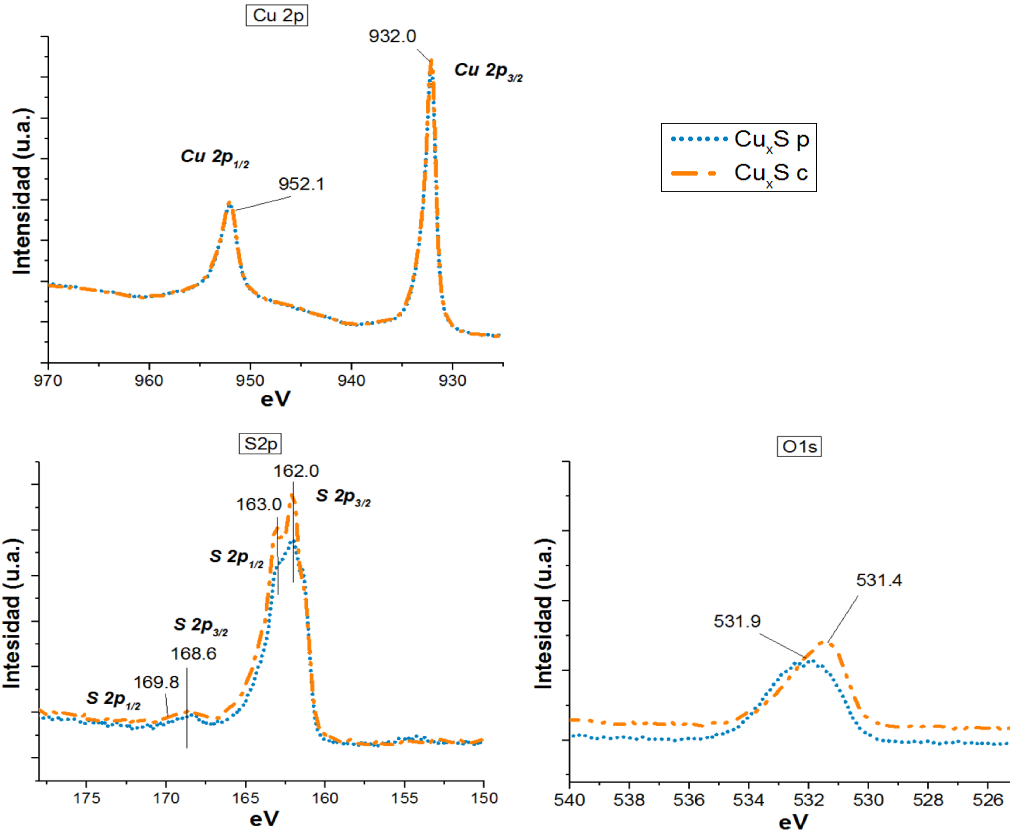 Cu 2p
932.0
Cu 2p3/2
Cu 2p1/2
952.1
Intensidad (u.a.)
970 960 950 940 930
eV
CuxS p
CuxS c
S2p
162.0
163.0
S 2p3/2
S 2p1/2
S 2p3/2
168.6
169.8
S 2p1/2
Intesidad (u.a.)
175 170 165 160 155 150
eV
O1s
531.4
531.9
Intesidad (u.a.)
540 538 536 534 532 530 528 526
eV